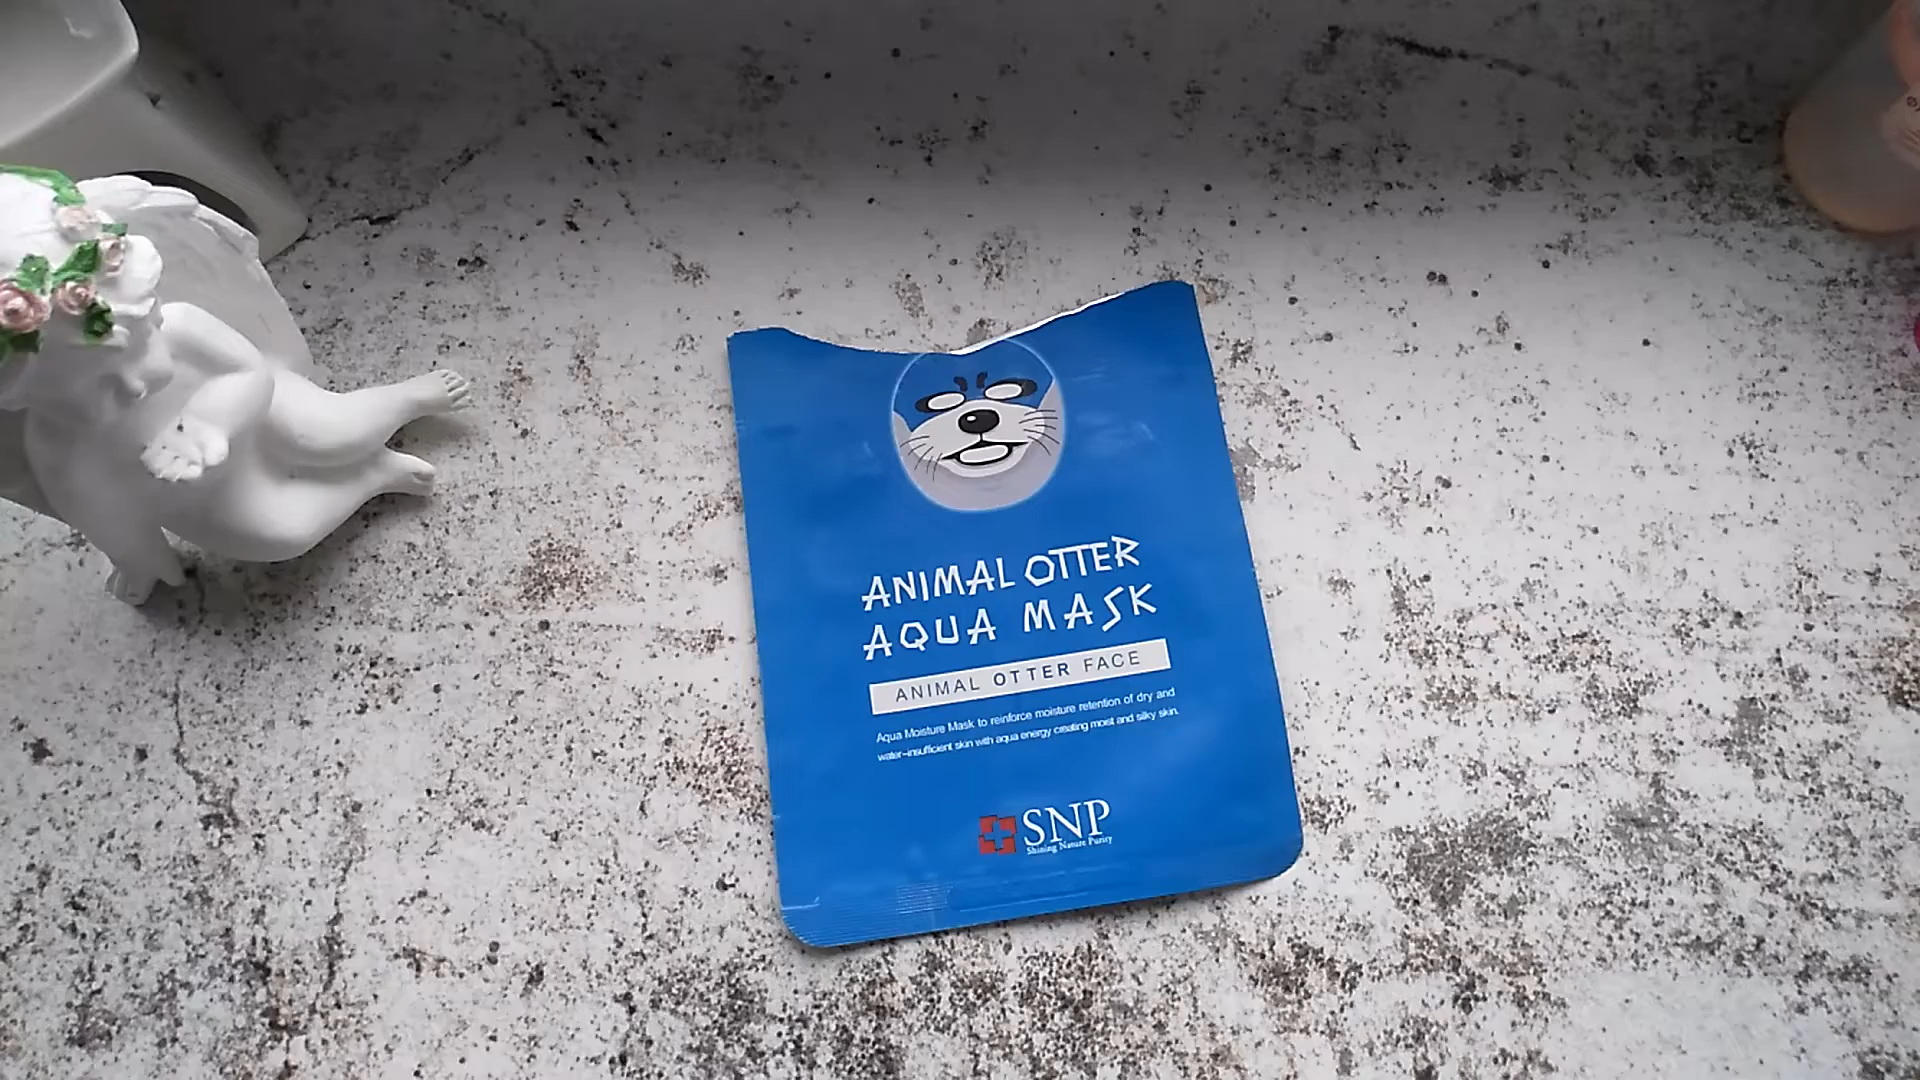 ANIMAL OTTER
AQUA MASK
ANIMAL OTTER FACE
Aqua Moisture Mask to reinforce moisture retention of dry and
water-insufficient skin with aqua energy creating moist and silky skin.
SNP
Shining Nature Purity